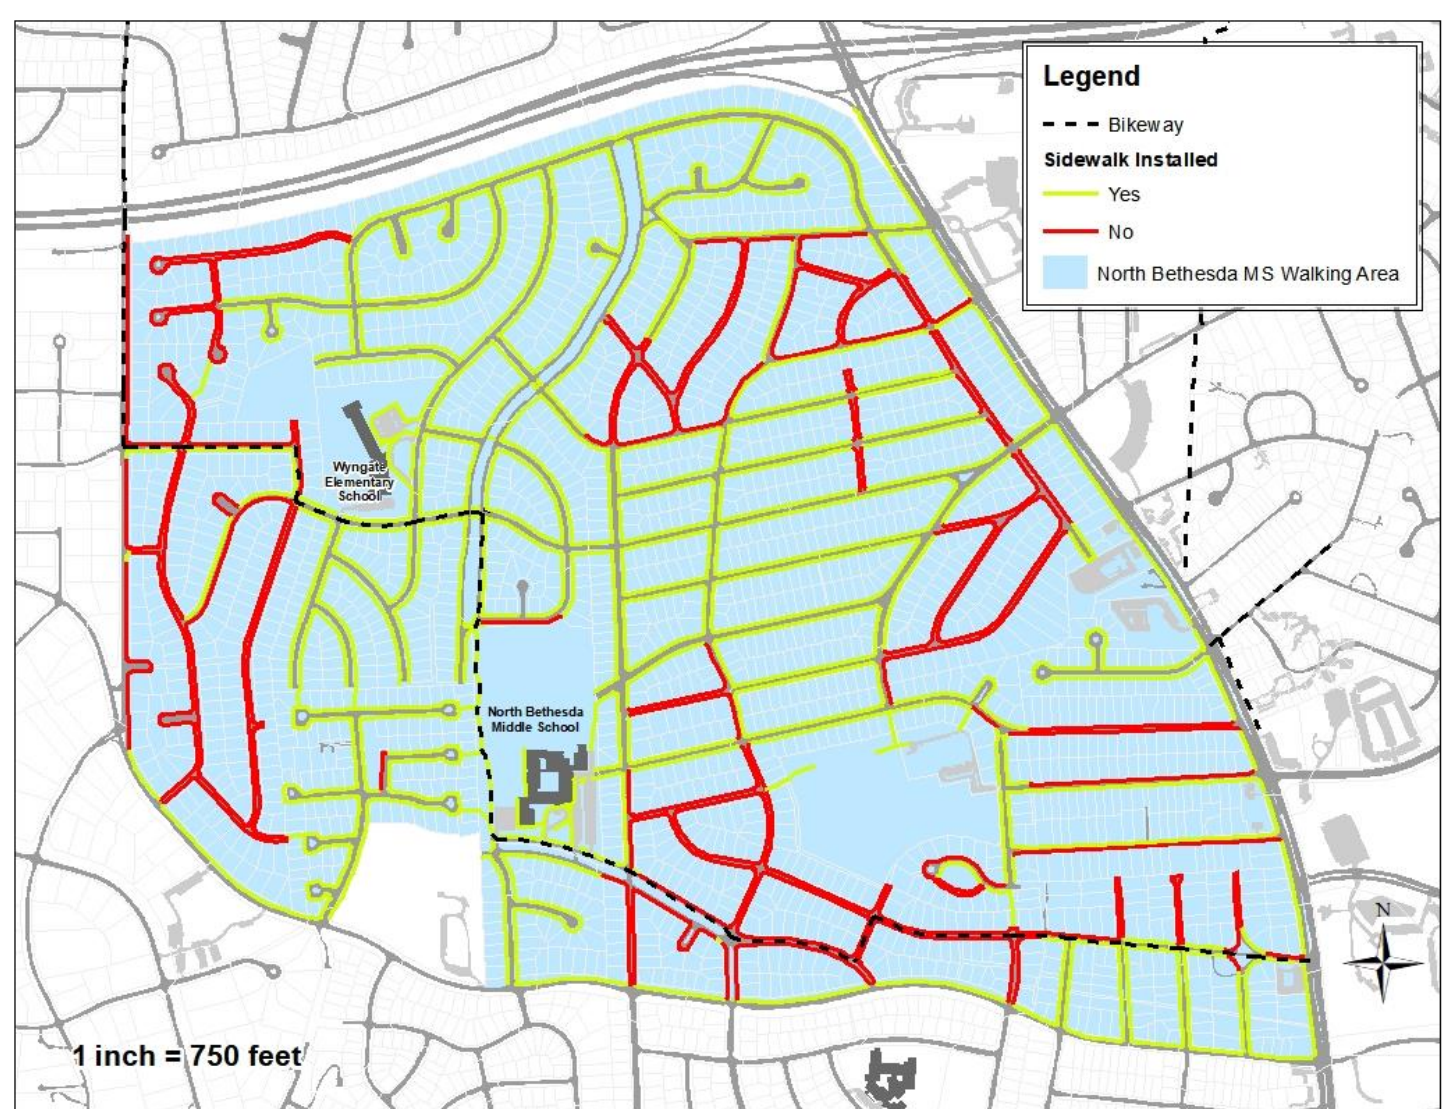 Legend
Bikeway
Sidewalk Installed
Yes
No
North Bethesda MS Walking Area
Wyngate
Elementary
School
North Bethesda
Middle School
N
1 inch = 750 feet